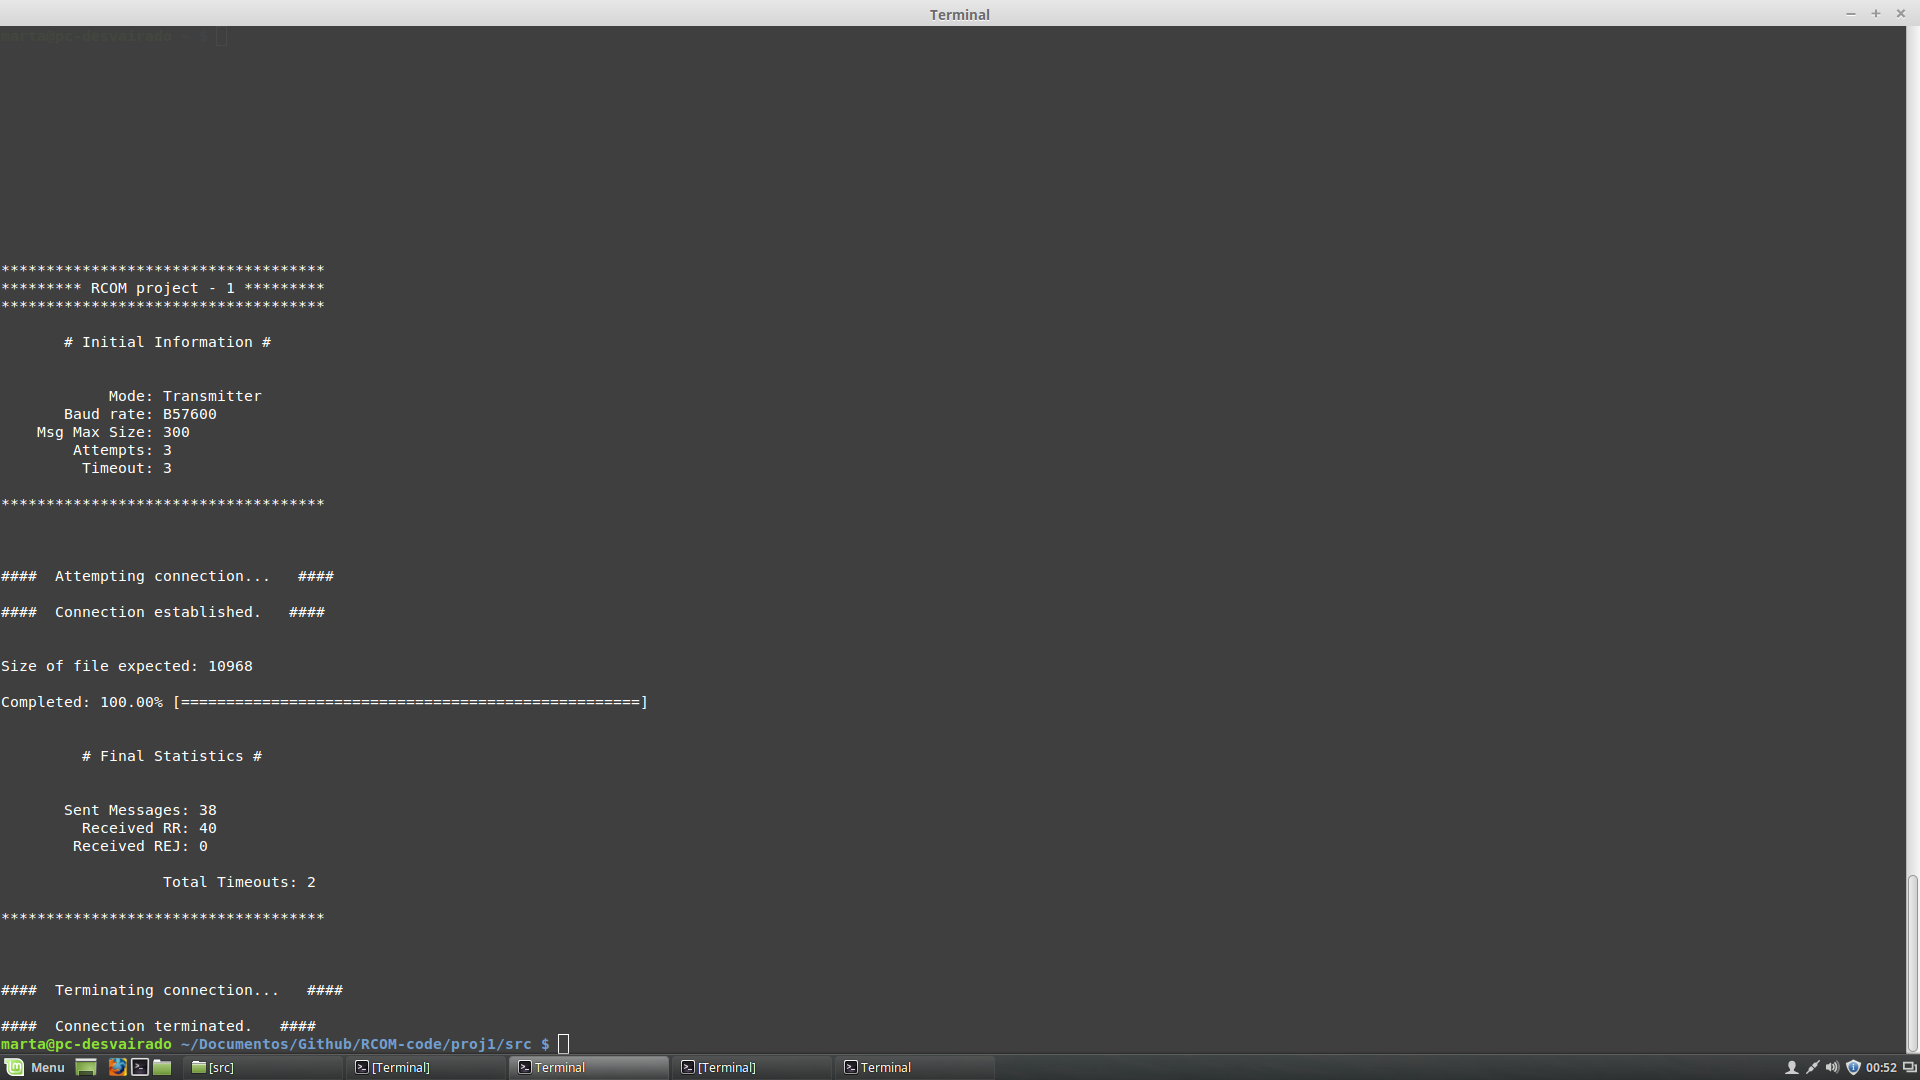 Terminal
marta@pc-desvairado ~ $
************************************
********* RCOM project - 1 *********
************************************
# Initial Information #
Mode: Transmitter
Baud rate: B57600
Msg Max Size: 300
Attempts: 3
Timeout: 3
************************************
#### Attempting connection... ####
#### Connection established. ####
Size of file expected: 10968
Completed: 100.00% [===================================================]
# Final Statistics #
Sent Messages: 38
Received RR: 40
Received REJ: 0
Total Timeouts: 2
************************************
#### Terminating connection... ####
#### Connection terminated. ####
marta@pc-desvairado ~/Documentos/Github/RCOM-code/proj1/src $
Menu [src] [Terminal] Terminal [Terminal] Terminal 00:52